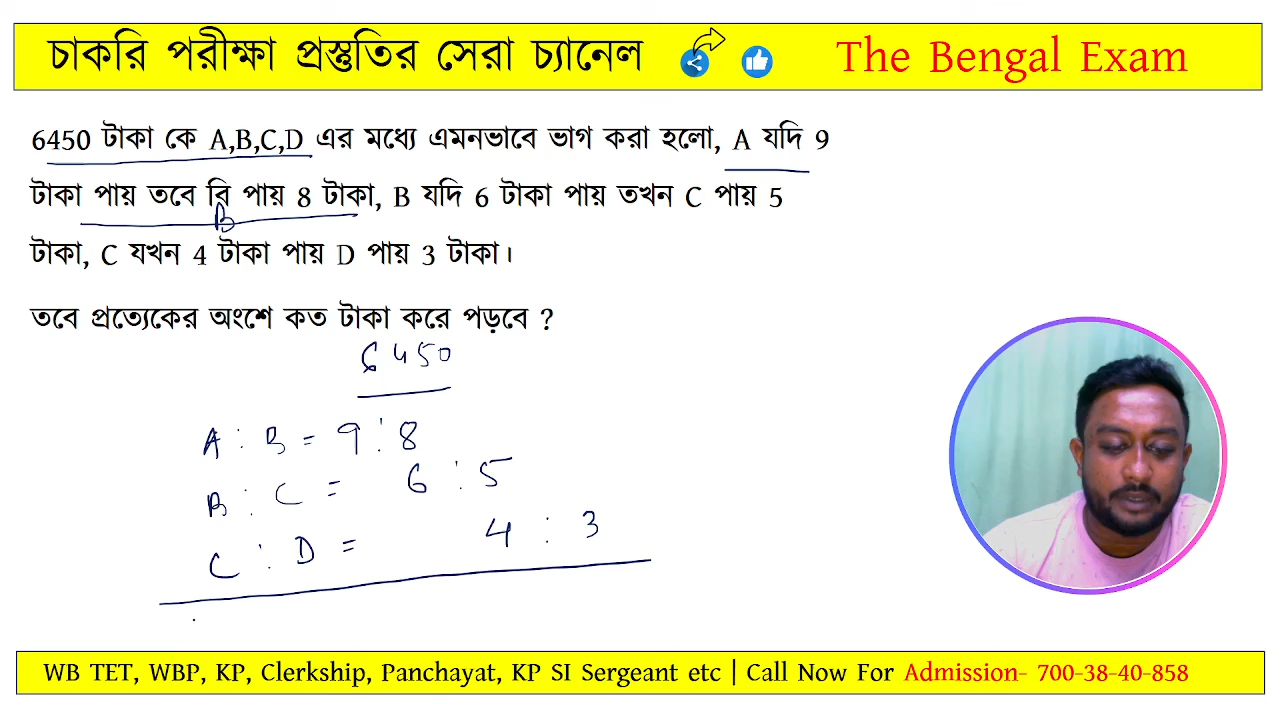 চাকরি পরীক্ষা প্রস্তুতির সেরা চ্যানেল The Bengal Exam
6450 টাকা কে A,B,C,D এর মধ্যে এমনভাবে ভাগ করা হলো, A যদি 9
টাকা পায় তবে বি পায় 8 টাকা, B যদি 6 টাকা পায় তখন C পায় 5
B
টাকা, C যখন 4 টাকা পায় D পায় 3 টাকা।
তবে প্রত্যেকের অংশে কত টাকা করে পড়বে ?
6450
A : B = 9 : 8
B : C = 6 : 5
C : D = 4 : 3
WB TET, WBP, KP, Clerkship, Panchayat, KP SI Sergeant etc | Call Now For Admission- 700-38-40-858